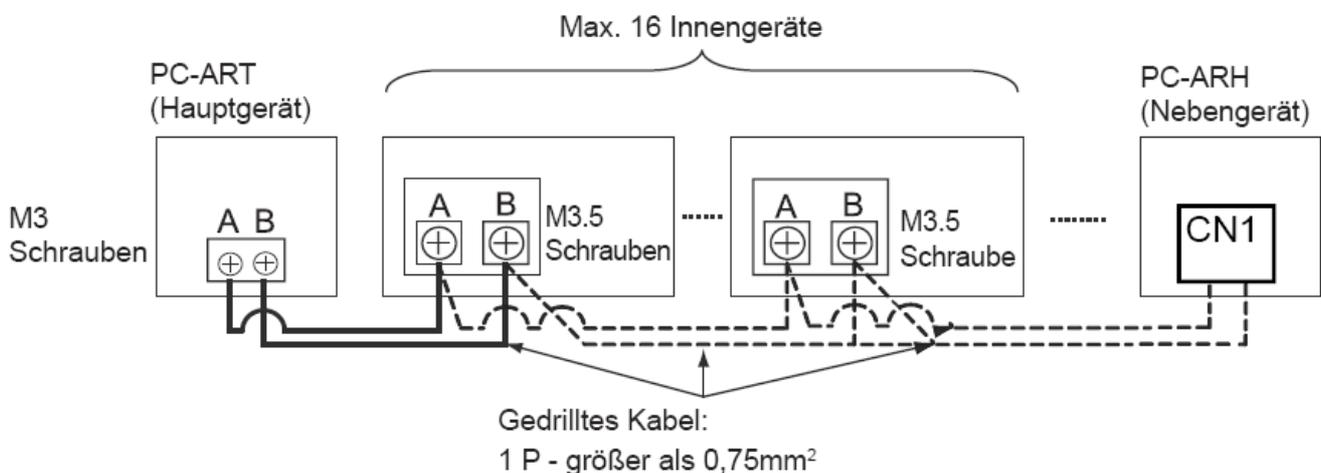 Max. 16 Innengeräte
PC-ART
(Hauptgerät)
PC-ARH
(Nebengerät)
M3
Schrauben
A B
A B
M3.5
Schrauben
A B
M3.5
Schraube
CN1
Gedrilltes Kabel:
1 P - größer als 0,75mm²